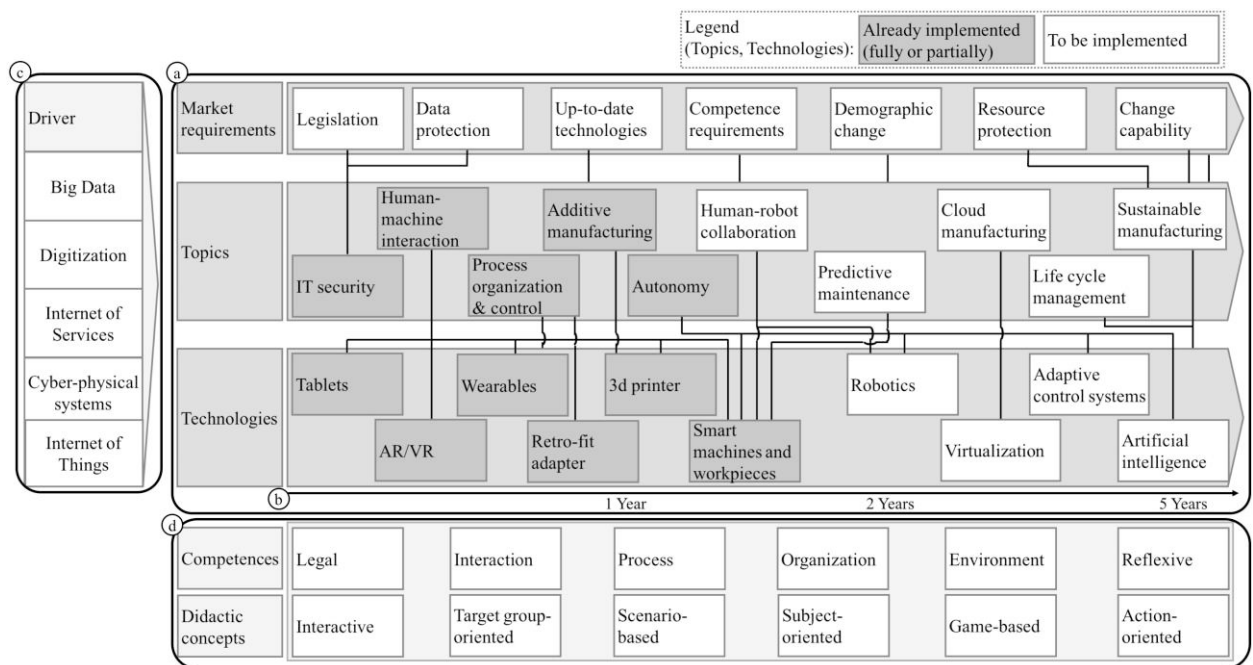 Legend
(Topics, Technologies):
Already implemented
(fully or partially)
To be implemented
c
a
Driver
Big Data
Digitization
Internet of
Services
Cyber-physical
systems
Internet of
Things
Market
requirements
Legislation
Data
protection
Up-to-date
technologies
Competence
requirements
Demographic
change
Resource
protection
Change
capability
Topics
Human-
machine
interaction
Additive
manufacturing
Human-robot
collaboration
Cloud
manufacturing
Sustainable
manufacturing
IT security
Process
organization
& control
Autonomy
Predictive
maintenance
Life cycle
management
Technologies
Tablets
Wearables
3d printer
Robotics
Adaptive
control systems
AR/VR
Retro-fit
adapter
Smart
machines and
workpieces
Virtualization
Artificial
intelligence
b
1 Year
2 Years
5 Years
d
Competences
Legal
Interaction
Process
Organization
Environment
Reflexive
Didactic
concepts
Interactive
Target group-
oriented
Scenario-
based
Subject-
oriented
Game-based
Action-
oriented